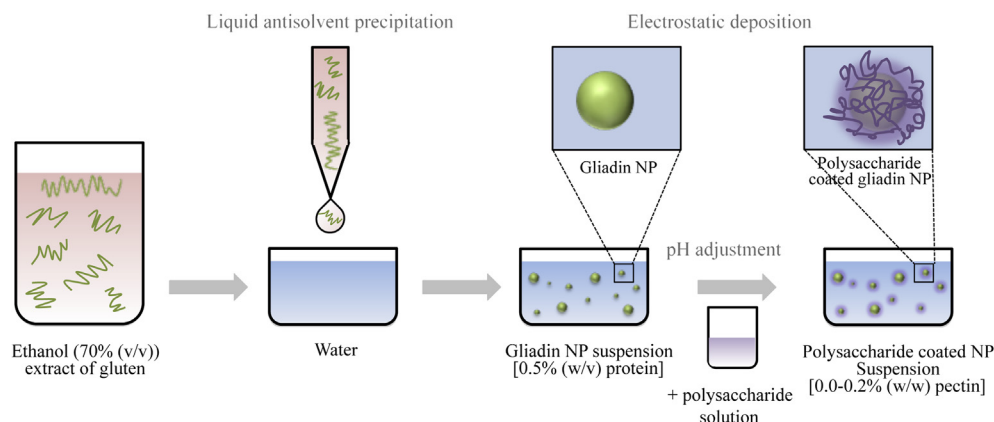 Liquid antisolvent precipitation
Electrostatic deposition
Gliadin NP
Polysaccharide
coated gliadin NP
pH adjustment
Ethanol (70% (v/v))
extract of gluten
Water
Gliadin NP suspension
[0.5% (w/v) protein]
+ polysaccharide
solution
Polysaccharide coated NP
Suspension
[0.0-0.2% (w/w) pectin]